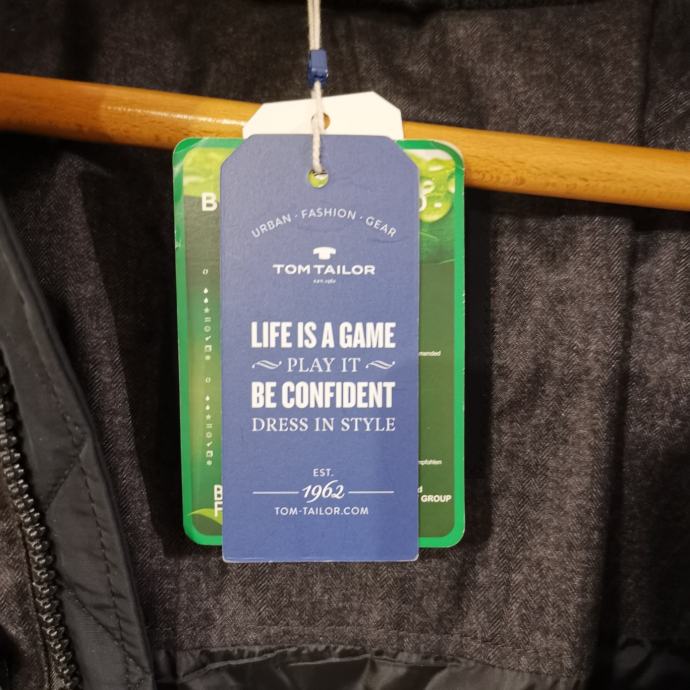 URBAN · FASHION · GEAR
TOM TAILOR
EST. 1962
LIFE IS A GAME
PLAY IT
BE CONFIDENT
DRESS IN STYLE
EST.
1962
TOM-TAILOR.COM
GROUP